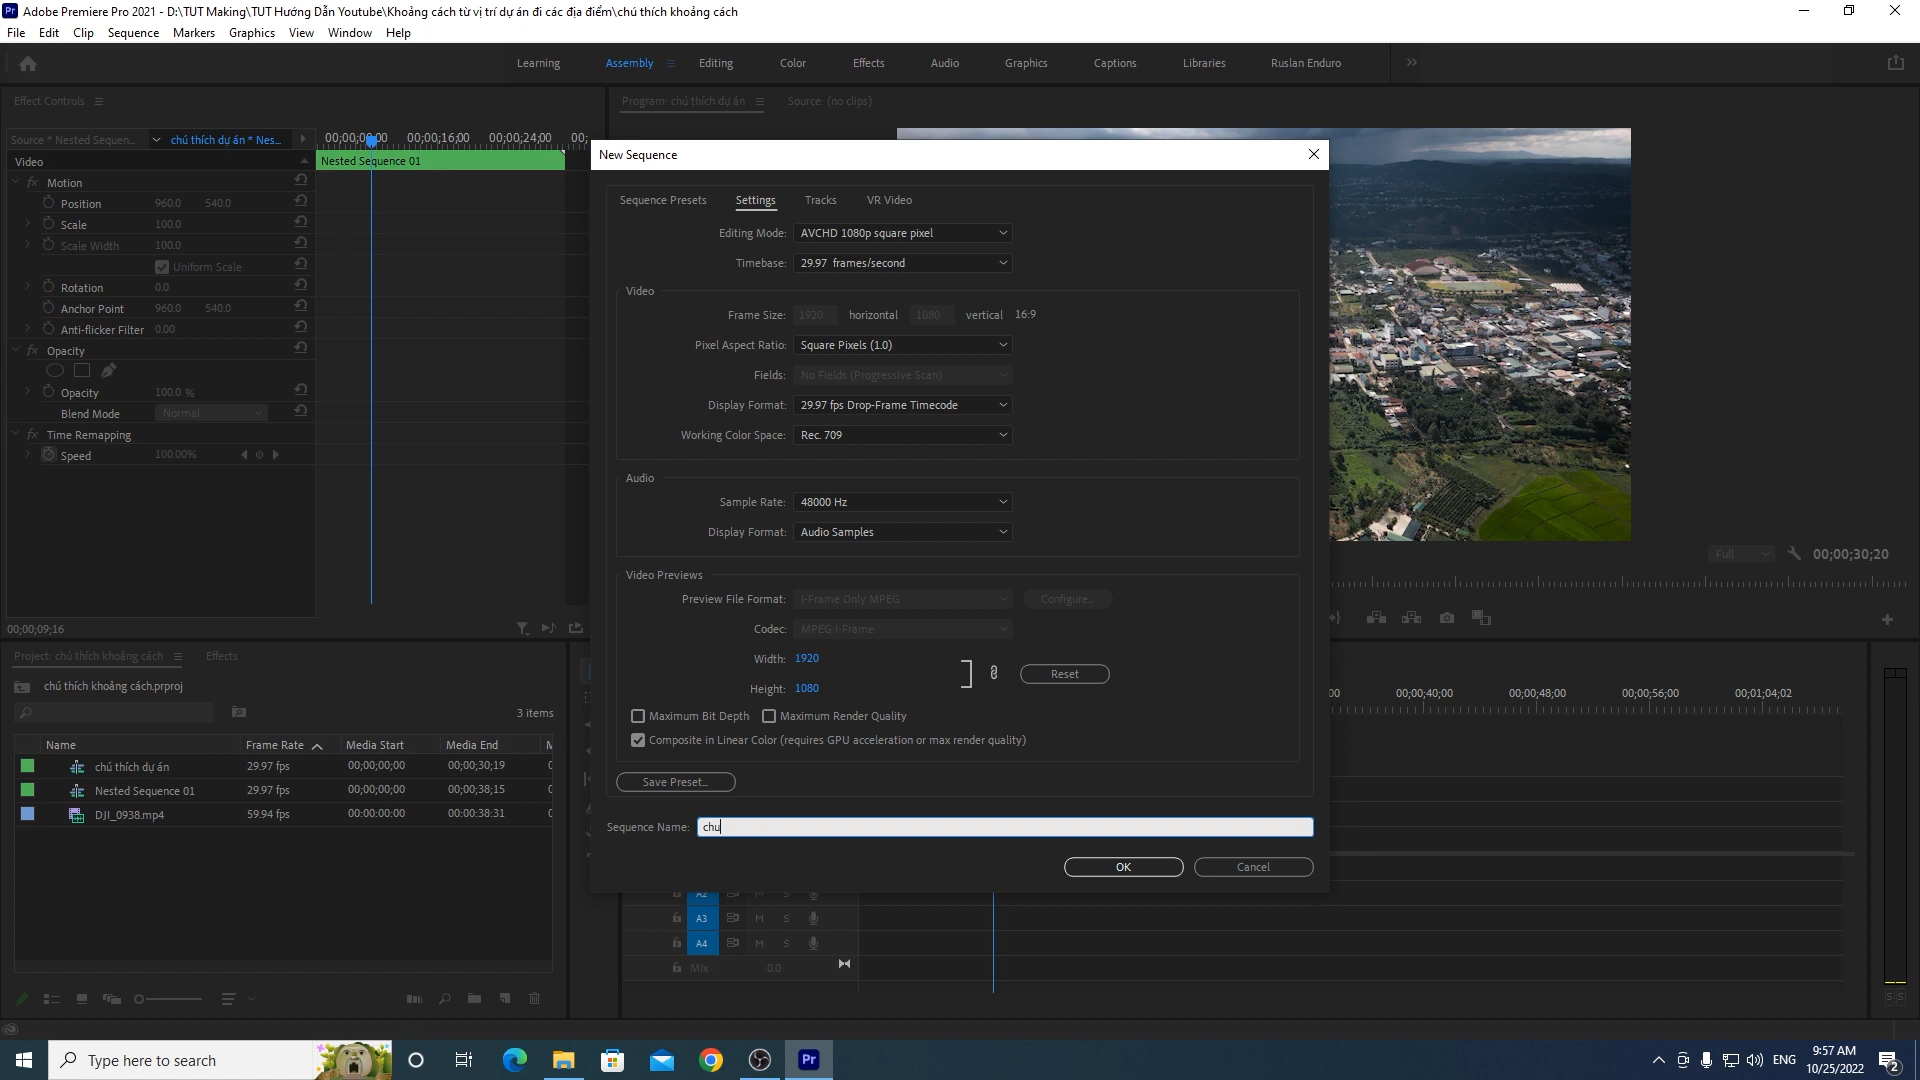 Adobe Premiere Pro 2021 - D:\TUT Making\TUT Hướng Dẫn Youtube\Khoảng cách từ vị trí dự án đi các địa điểm\chú thích khoảng cách
File Edit Clip Sequence Markers Graphics View Window Help
Learning Assembly Editing Color Effects Audio Graphics Captions Libraries Ruslan Enduro
Effect Controls
Program: chú thích dự án Source: (no clips)
Source * Nested Sequen... chú thích dự án * Nes... 00;00;00;00 00;00;16;00 00;00;24;00 00;
Video Nested Sequence 01
Motion
Position 960.0 540.0
Scale 100.0
Scale Width 100.0
Uniform Scale
Rotation 0.0
Anchor Point 960.0 540.0
Anti-flicker Filter 0.00
Opacity
Opacity 100.0 %
Blend Mode Normal
Time Remapping
Speed 100.00%
00;00;09;16
New Sequence
Sequence Presets Settings Tracks VR Video
Editing Mode: AVCHD 1080p square pixel
Timebase: 29.97 frames/second
Video
Frame Size: 1920 horizontal 1080 vertical 16:9
Pixel Aspect Ratio: Square Pixels (1.0)
Fields: No Fields (Progressive Scan)
Display Format: 29.97 fps Drop-Frame Timecode
Working Color Space: Rec. 709
Audio
Sample Rate: 48000 Hz
Display Format: Audio Samples
Video Previews
Preview File Format: I-Frame Only MPEG Configure...
Codec: MPEG I-Frame
Width: 1920
Height: 1080
Reset
Maximum Bit Depth Maximum Render Quality
Composite in Linear Color (requires GPU acceleration or max render quality)
Save Preset...
Sequence Name: chu
OK Cancel
Full 00;00;30;20
Project: chú thích khoảng cách Effects
chú thích khoảng cách.prproj
3 items
Name Frame Rate Media Start Media End
chú thích dự án 29.97 fps 00;00;00;00 00;00;30;19
Nested Sequence 01 29.97 fps 00;00;00;00 00;00;38;15
DJI_0938.mp4 59.94 fps 00:00:00:00 00:00:38:31
00 00;00;40;00 00;00;48;00 00;00;56;00 00;01;04;02
A2 M S
A3 M S
A4 M S
Mix 0.0
S S
Type here to search
Pr
ENG
9:57 AM
10/25/2022
2